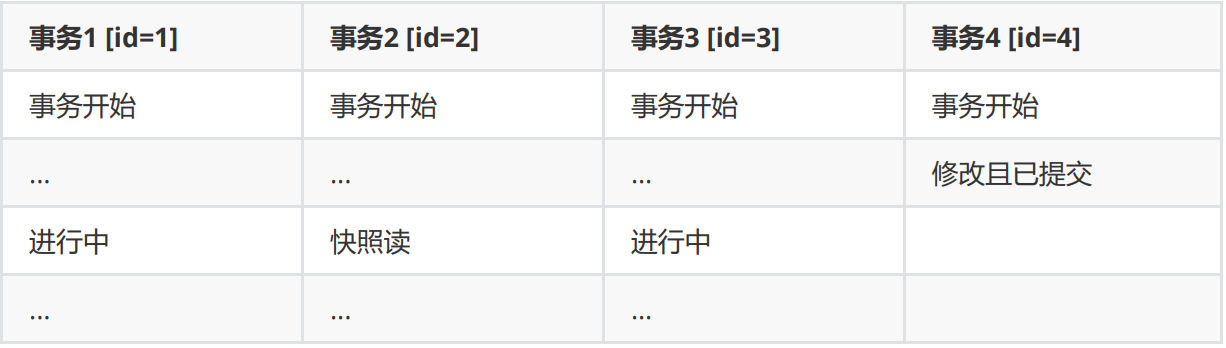 事务1 [id=1] 事务2 [id=2] 事务3 [id=3] 事务4 [id=4]
事务开始 事务开始 事务开始 事务开始
... ... ... 修改且已提交
进行中 快照读 进行中
... ... ...